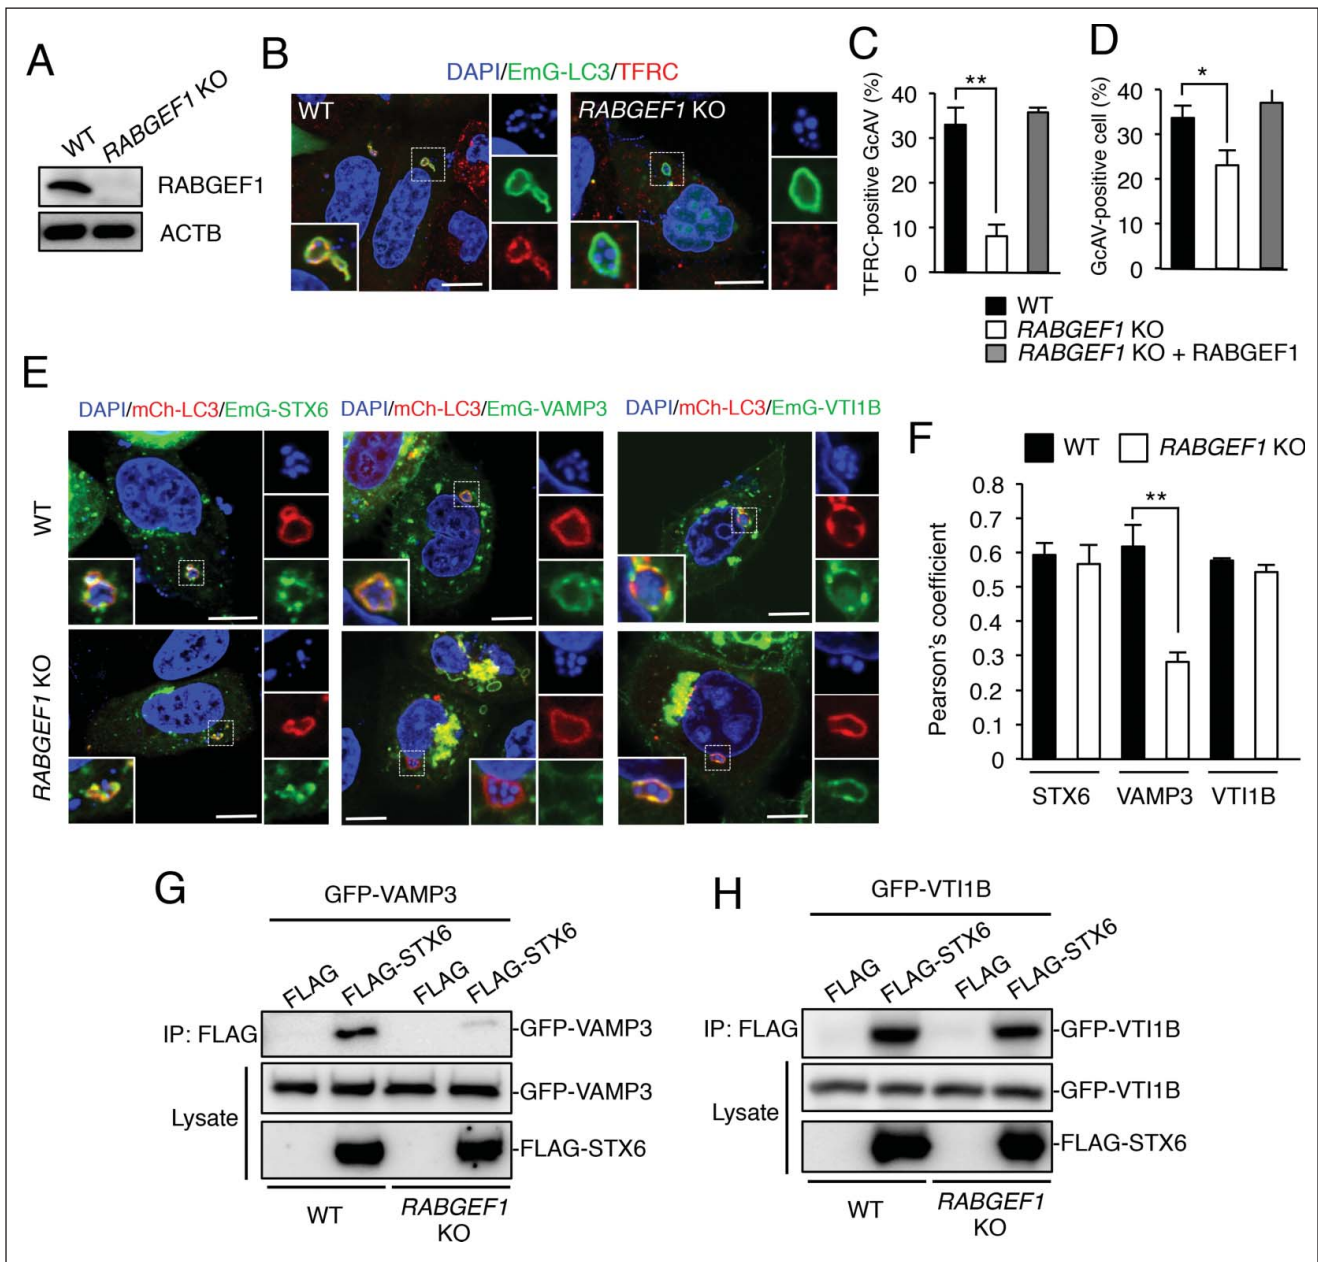 A
WT
RABGEF1 KO
RABGEF1
ACTB
B
DAPI/EmG-LC3/TFRC
WT
RABGEF1 KO
C
TFRC-positive GcAV (%)
40
30
20
10
0
**
D
GcAV-positive cell (%)
40
30
20
10
0
*
WT
RABGEF1 KO
RABGEF1 KO + RABGEF1
E
DAPI/mCh-LC3/EmG-STX6
DAPI/mCh-LC3/EmG-VAMP3
DAPI/mCh-LC3/EmG-VTI1B
WT
RABGEF1 KO
F
WT
RABGEF1 KO
Pearson's coefficient
0.8
0.7
0.6
0.5
0.4
0.3
0.2
0.1
0
**
STX6
VAMP3
VTI1B
G
GFP-VAMP3
FLAG
FLAG-STX6
FLAG
FLAG-STX6
IP: FLAG
-GFP-VAMP3
Lysate
-GFP-VAMP3
-FLAG-STX6
WT
RABGEF1
KO
H
GFP-VTI1B
FLAG
FLAG-STX6
FLAG
FLAG-STX6
IP: FLAG
-GFP-VTI1B
Lysate
-GFP-VTI1B
-FLAG-STX6
WT
RABGEF1
KO